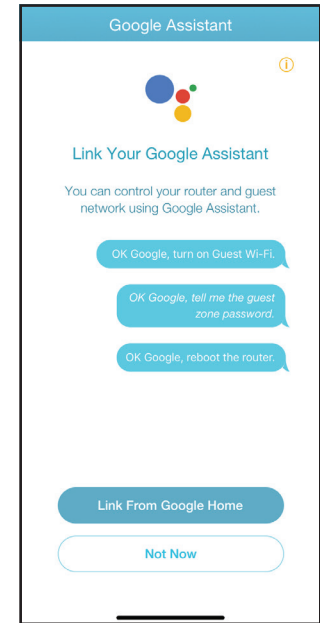 Google Assistant
Link Your Google Assistant
You can control your router and guest
network using Google Assistant.
OK Google, turn on Guest Wi-Fi.
OK Google, tell me the guest
zone password.
OK Google, reboot the router.
Link From Google Home
Not Now